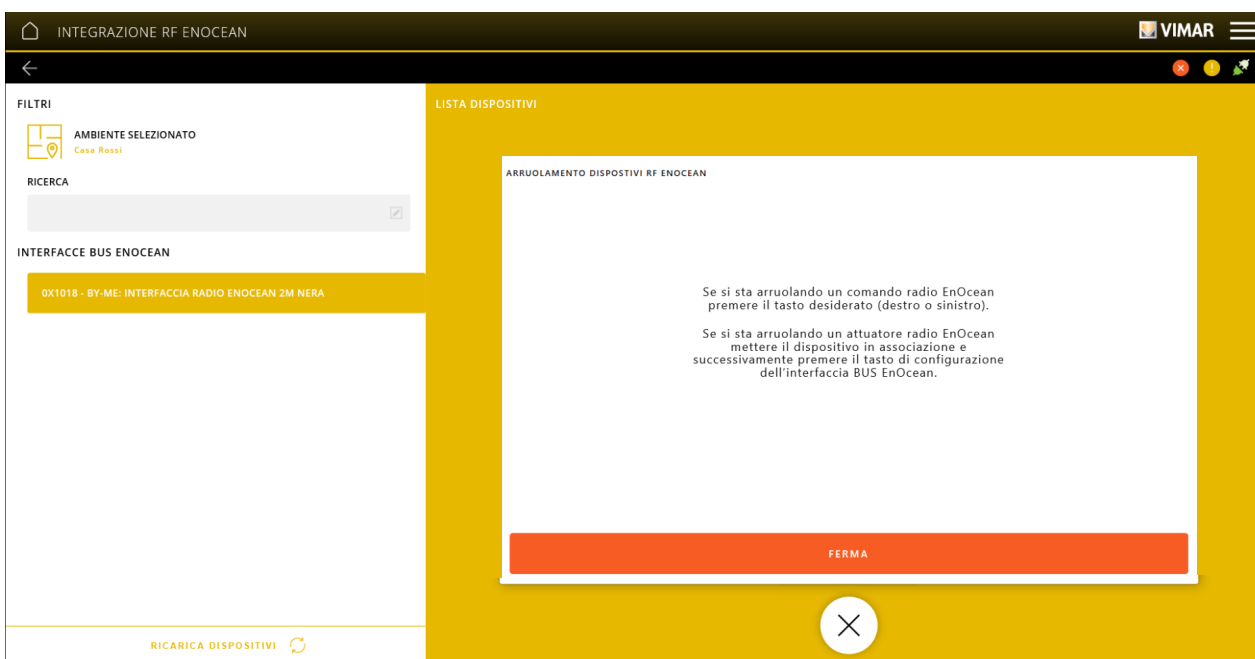 INTEGRAZIONE RF ENOCEAN
VIMAR
FILTRI
AMBIENTE SELEZIONATO
Casa Rossi
RICERCA
INTERFACCE BUS ENOCEAN
0X1018 - BY-ME: INTERFACCIA RADIO ENOCEAN 2M NERA
RICARICA DISPOSITIVI
LISTA DISPOSITIVI
ARRUOLAMENTO DISPOSTIVI RF ENOCEAN
Se si sta arruolando un comando radio EnOcean
premere il tasto desiderato (destro o sinistro).
Se si sta arruolando un attuatore radio EnOcean
mettere il dispositivo in associazione e
successivamente premere il tasto di configurazione
dell'interfaccia BUS EnOcean.
FERMA